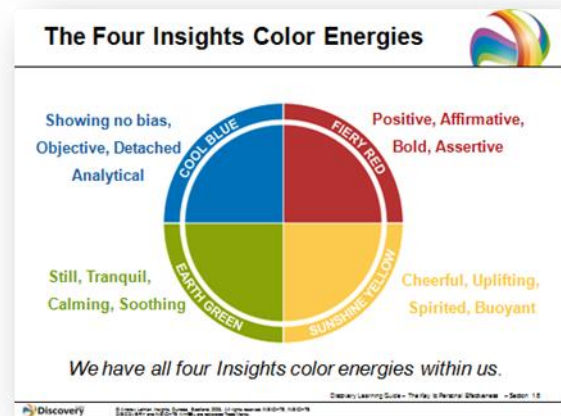 The Four Insights Color Energies
Showing no bias,
Objective, Detached
Analytical
Positive, Affirmative,
Bold, Assertive
COOL BLUE
FIERY RED
EARTH GREEN
SUNSHINE YELLOW
Still, Tranquil,
Calming, Soothing
Cheerful, Uplifting,
Spirited, Buoyant
We have all four Insights color energies within us.
Discovery Learning Guide – The Key to Personal Effectiveness – Section 1.5
Discovery